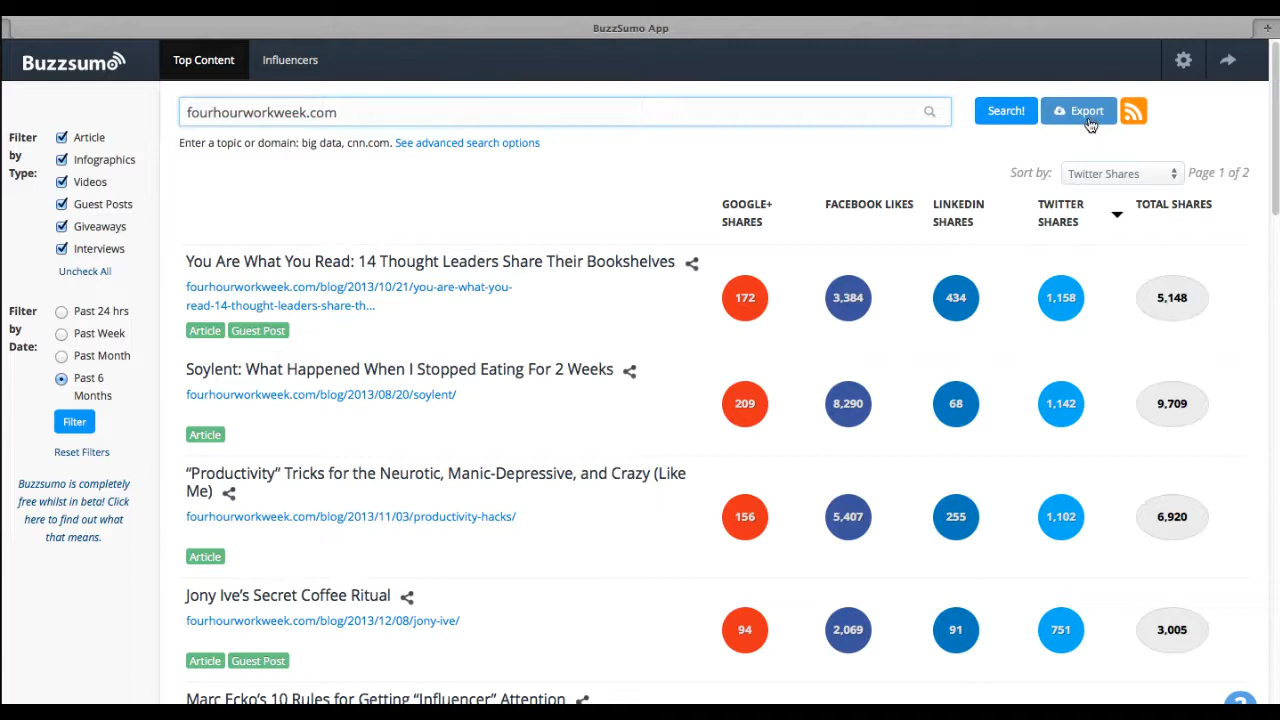 BuzzSumo App
+
Buzzsumo
Top Content
Influencers
fourhourworkweek.com
Search!
Export
Enter a topic or domain: big data, cnn.com. See advanced search options
Filter by Type:
Article
Infographics
Videos
Guest Posts
Giveaways
Interviews
Uncheck All
Filter by Date:
Past 24 hrs
Past Week
Past Month
Past 6
Months
Filter
Reset Filters
Buzzsumo is completely
free whilst in beta! Click
here to find out what
that means.
Sort by: Twitter Shares Page 1 of 2
GOOGLE+ SHARES
FACEBOOK LIKES
LINKEDIN SHARES
TWITTER SHARES
TOTAL SHARES
You Are What You Read: 14 Thought Leaders Share Their Bookshelves
fourhourworkweek.com/blog/2013/10/21/you-are-what-you-
read-14-thought-leaders-share-th...
Article Guest Post
172 3,384 434 1,158 5,148
Soylent: What Happened When I Stopped Eating For 2 Weeks
fourhourworkweek.com/blog/2013/08/20/soylent/
Article
209 8,290 68 1,142 9,709
“Productivity” Tricks for the Neurotic, Manic-Depressive, and Crazy (Like
Me)
fourhourworkweek.com/blog/2013/11/03/productivity-hacks/
Article
156 5,407 255 1,102 6,920
Jony Ive’s Secret Coffee Ritual
fourhourworkweek.com/blog/2013/12/08/jony-ive/
Article Guest Post
94 2,069 91 751 3,005
Marc Ecko’s 10 Rules for Getting “Influencer” Attention
?